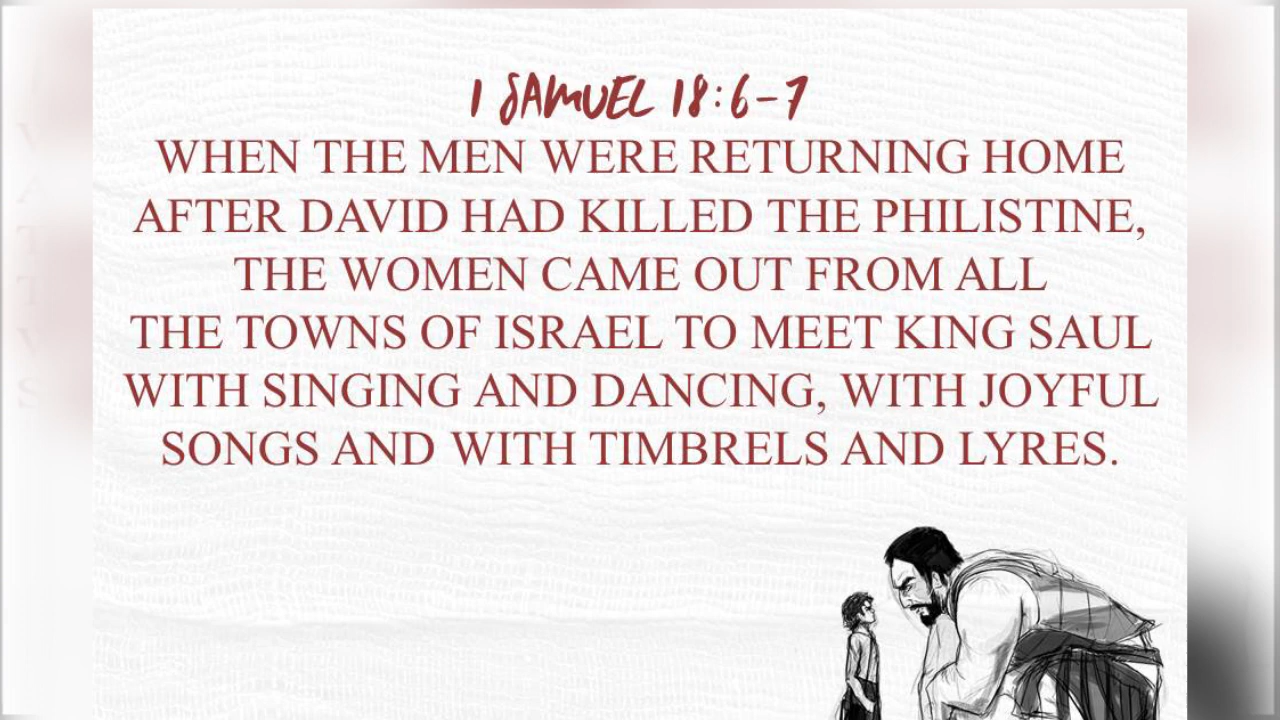 1 SAMUEL 18:6-7
WHEN THE MEN WERE RETURNING HOME
AFTER DAVID HAD KILLED THE PHILISTINE,
THE WOMEN CAME OUT FROM ALL
THE TOWNS OF ISRAEL TO MEET KING SAUL
WITH SINGING AND DANCING, WITH JOYFUL
SONGS AND WITH TIMBRELS AND LYRES.